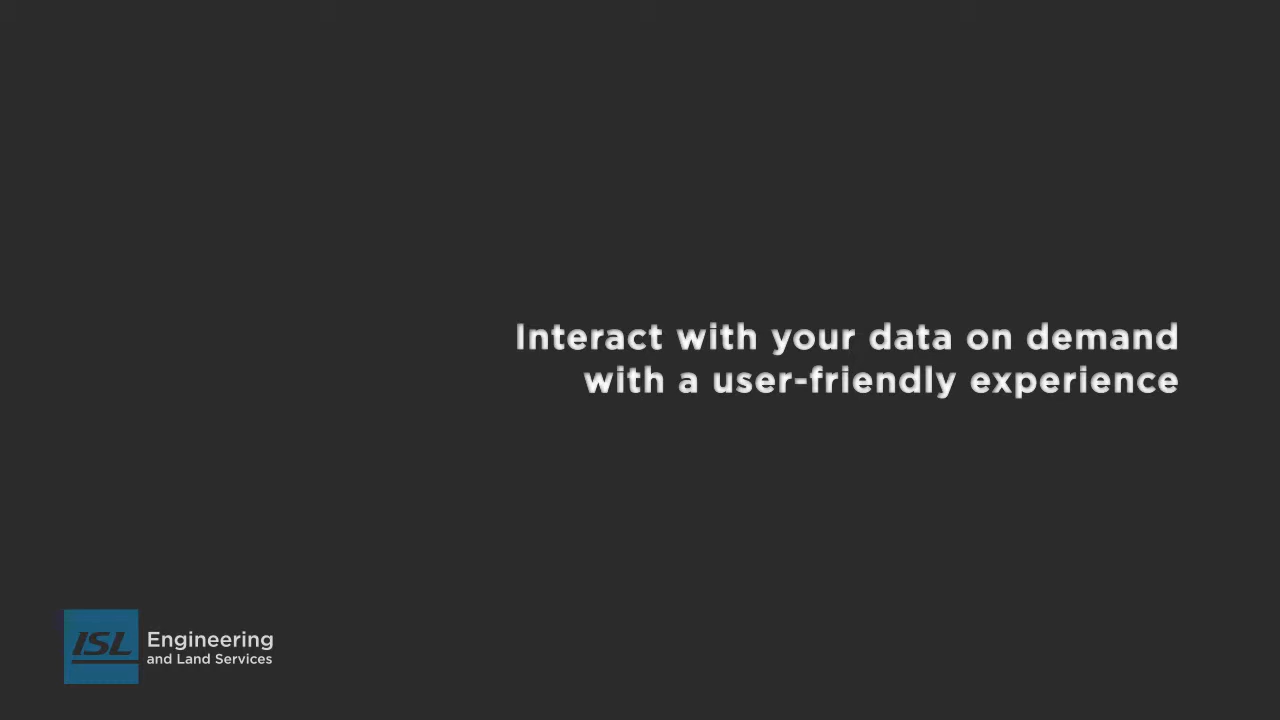 Interact with your data on demand
with a user-friendly experience
ISL
Engineering
and Land Services